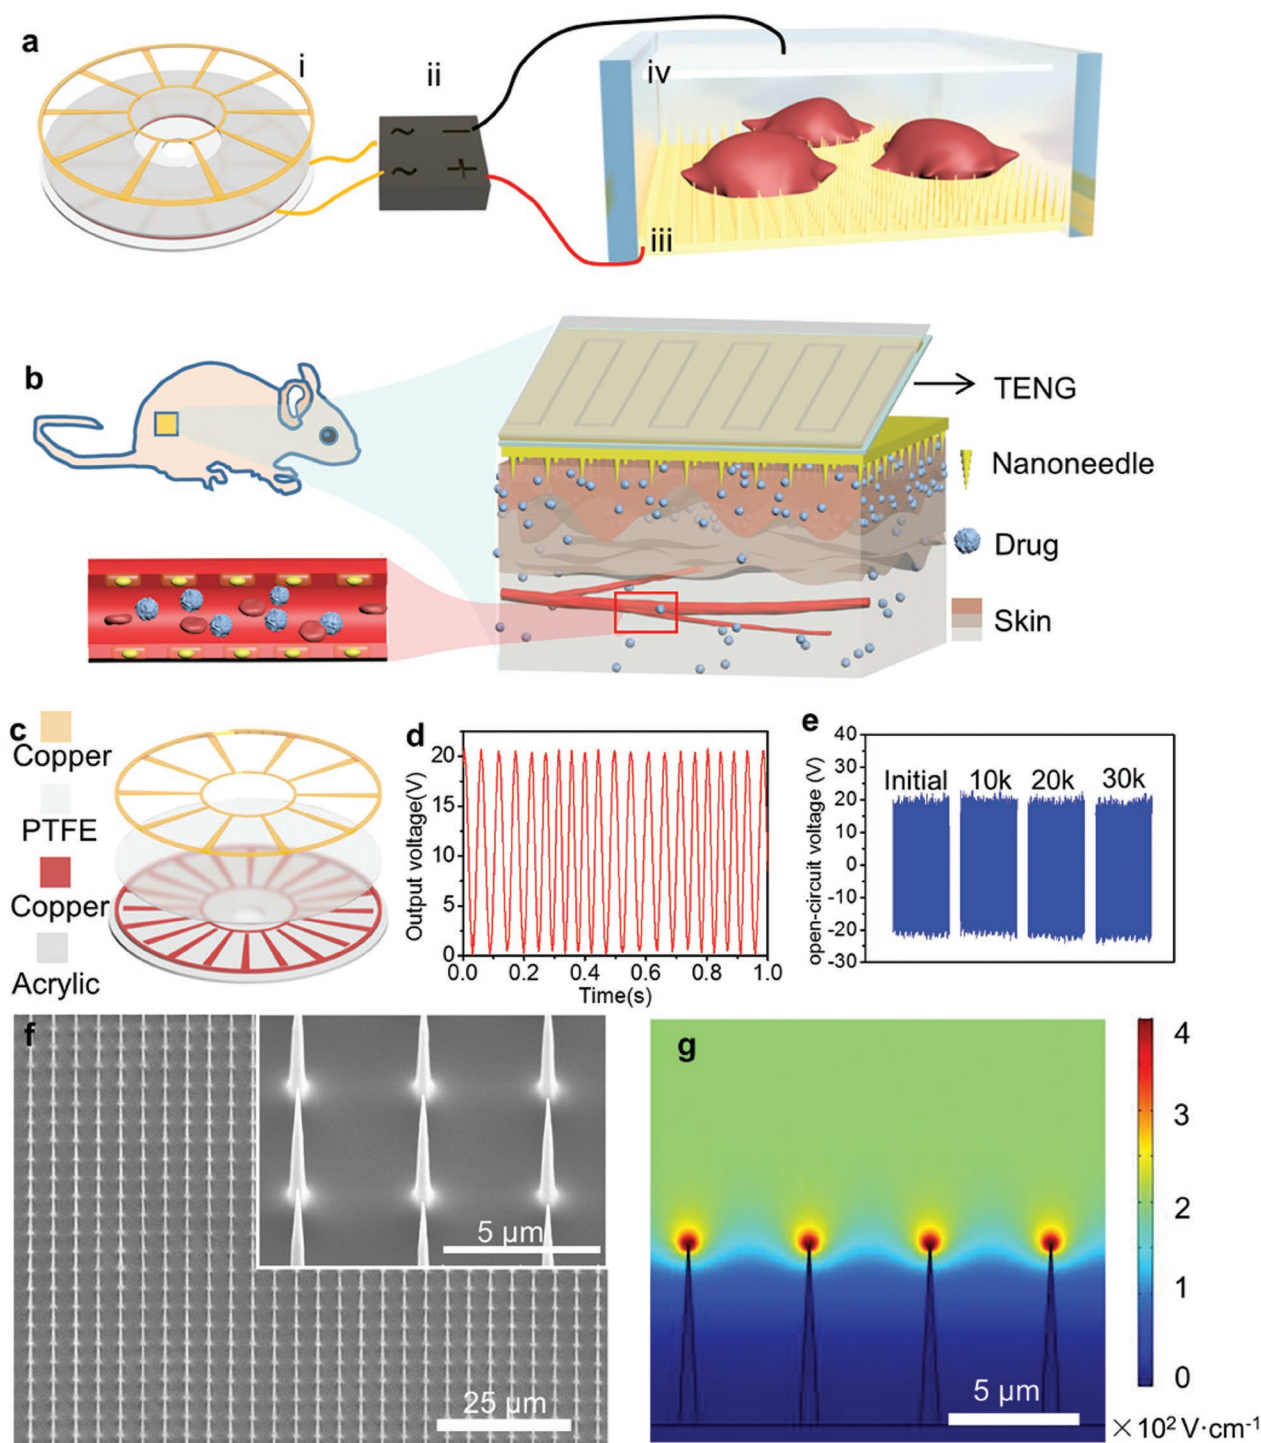 a
i
ii
iv
~ −
~ +
iii
b
TENG
Nanoneedle
Drug
Skin
c
Copper
PTFE
Copper
Acrylic
d
Output voltage(V)
20
15
10
5
0
0.0 0.2 0.4 0.6 0.8 1.0
Time(s)
e
open-circuit voltage (V)
40
30
20
10
0
-10
-20
-30
Initial 10k 20k 30k
f
5 µm
25 µm
g
4
3
2
1
0
5 µm
×10² V·cm⁻¹